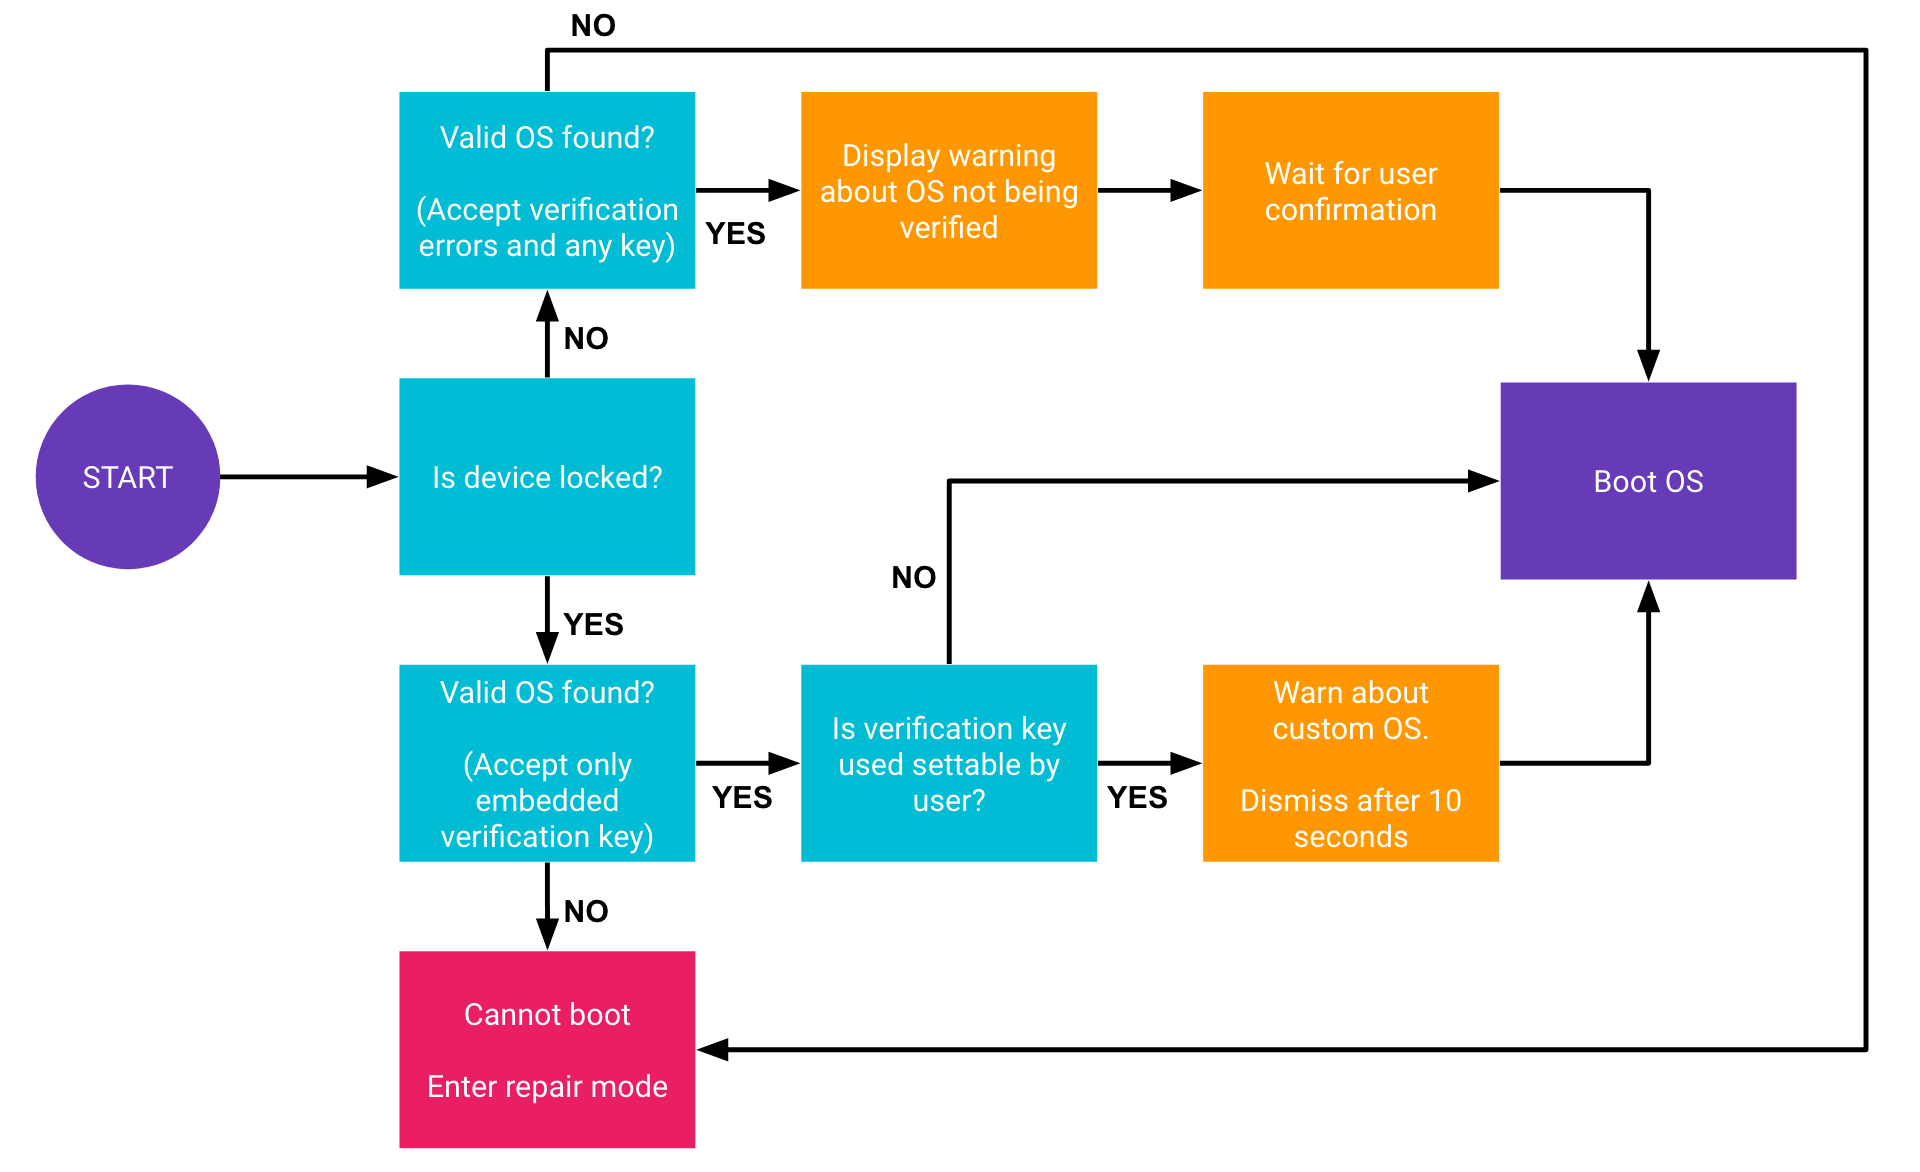 NO
Valid OS found?
(Accept verification
errors and any key)
YES
Display warning
about OS not being
verified
Wait for user
confirmation
NO
START
Is device locked?
Boot OS
NO
YES
Valid OS found?
(Accept only
embedded
verification key)
YES
Is verification key
used settable by
user?
YES
Warn about
custom OS.
Dismiss after 10
seconds
NO
Cannot boot
Enter repair mode